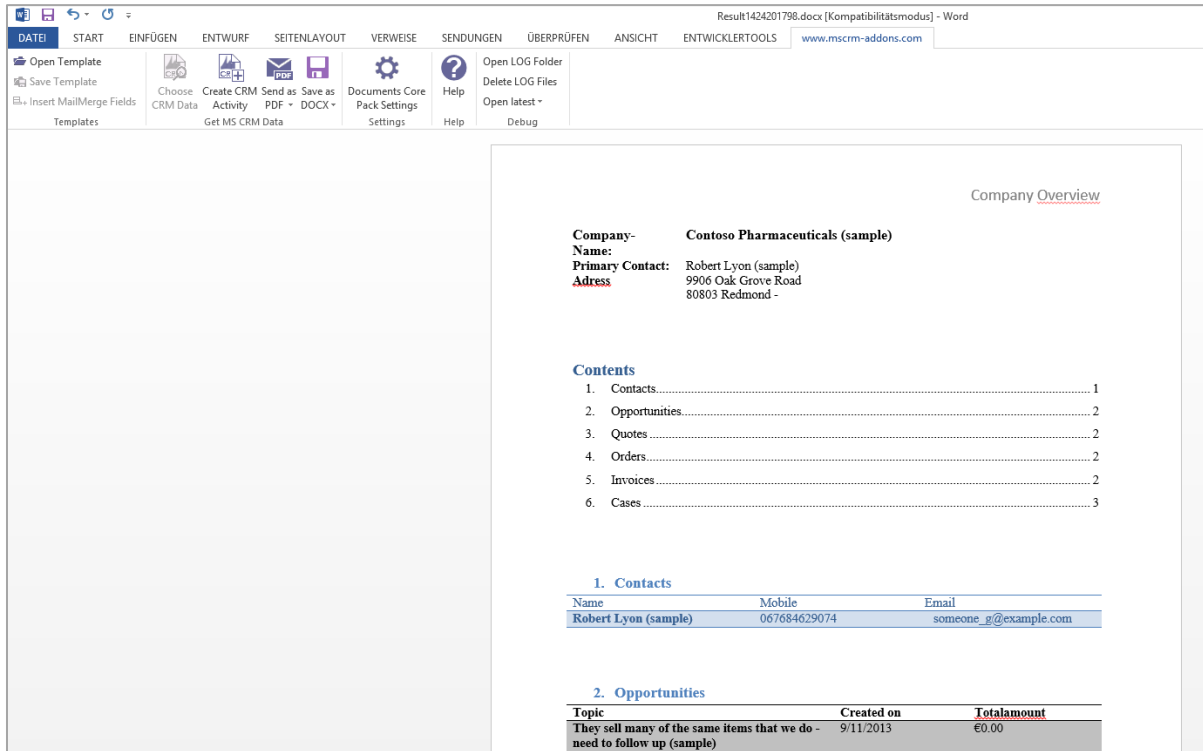 Result1424201798.docx [Kompatibilitätsmodus] - Word
DATEI START EINFÜGEN ENTWURF SEITENLAYOUT VERWEISE SENDUNGEN ÜBERPRÜFEN ANSICHT ENTWICKLERTOOLS www.mscrm-addons.com
Open Template
Save Template
Insert MailMerge Fields
Templates
Choose CRM Data
Create CRM Activity
Send as PDF
Save as DOCX
Get MS CRM Data
Documents Core Pack Settings
Settings
Help
Help
Open LOG Folder
Delete LOG Files
Open latest
Debug
Company Overview
Company-Name: Contoso Pharmaceuticals (sample)
Primary Contact: Robert Lyon (sample)
Adress 9906 Oak Grove Road
80803 Redmond -
Contents
1. Contacts 1
2. Opportunities 2
3. Quotes 2
4. Orders 2
5. Invoices 2
6. Cases 3
1. Contacts
Name Mobile Email
Robert Lyon (sample) 067684629074 someone_g@example.com
2. Opportunities
Topic Created on Totalamount
They sell many of the same items that we do - 9/11/2013 €0.00
need to follow up (sample)